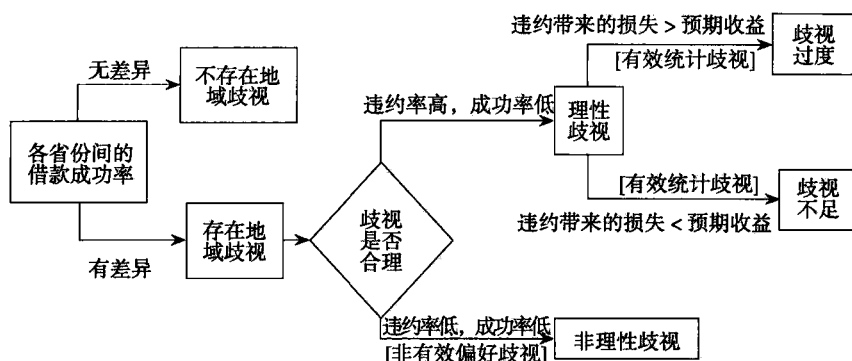 违约带来的损失>预期收益
[有效统计歧视]
歧视
过度
无差异
不存在地
域歧视
违约率高，成功率低
理性
歧视
各省份间的
借款成功率
存在地
域歧视
有差异
歧视
是否
合理
[有效统计歧视]
违约带来的损失<预期收益
歧视
不足
违约率低，成功率低
[非有效偏好歧视]
非理性歧视